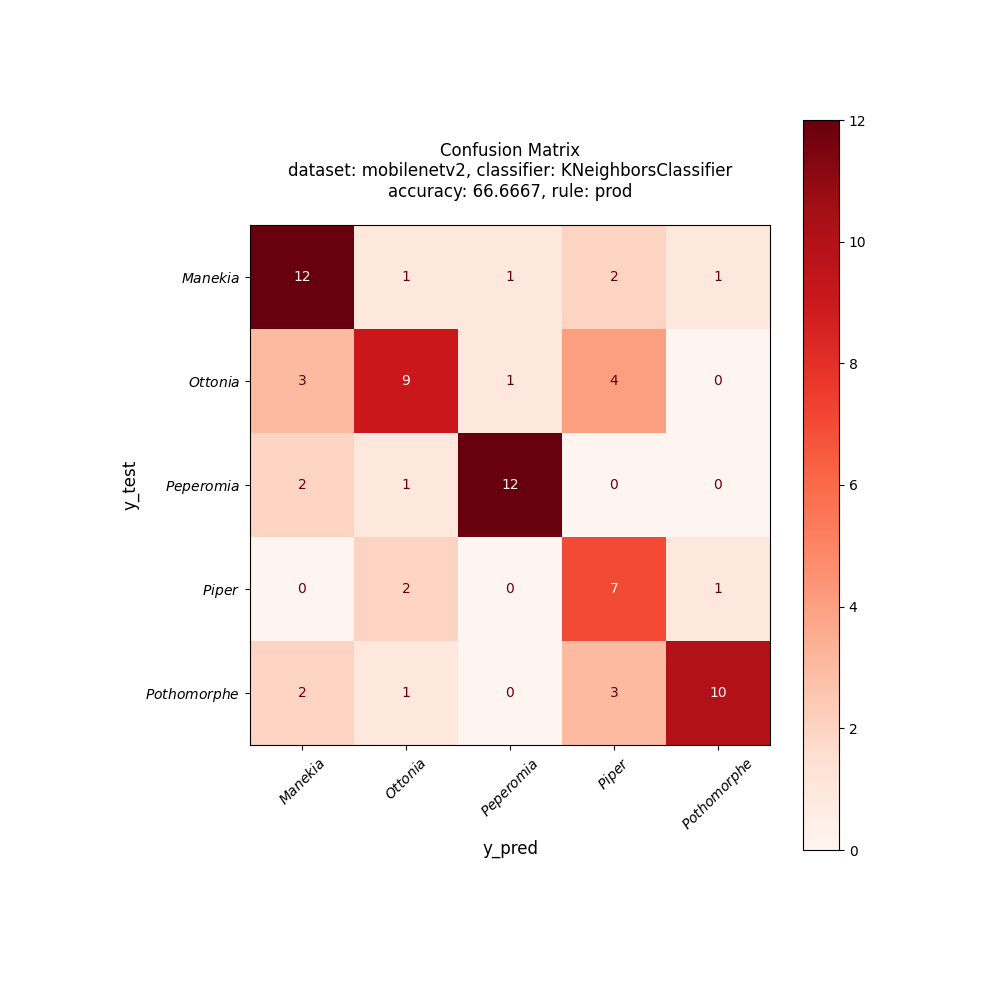 Confusion Matrix
dataset: mobilenetv2, classifier: KNeighborsClassifier
accuracy: 66.6667, rule: prod
Manekia 12 1 1 2 1
Ottonia 3 9 1 4 0
Peperomia 2 1 12 0 0
Piper 0 2 0 7 1
Pothomorphe 2 1 0 3 10
Manekia Ottonia Peperomia Piper Pothomorphe
y_test
y_pred
12
10
8
6
4
2
0